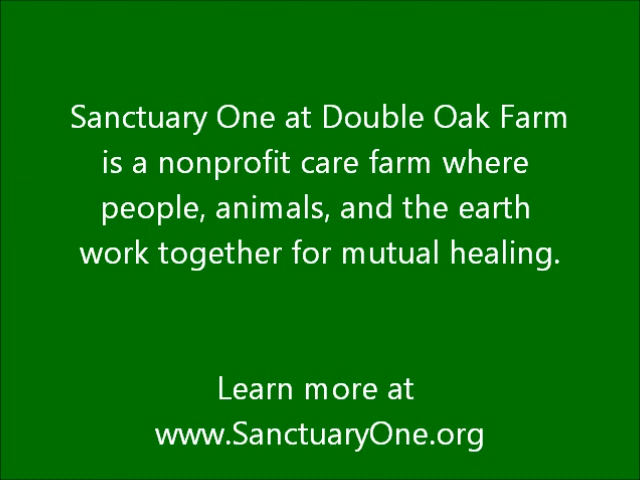 Sanctuary One at Double Oak Farm
is a nonprofit care farm where
people, animals, and the earth
work together for mutual healing.
Learn more at
www.SanctuaryOne.org